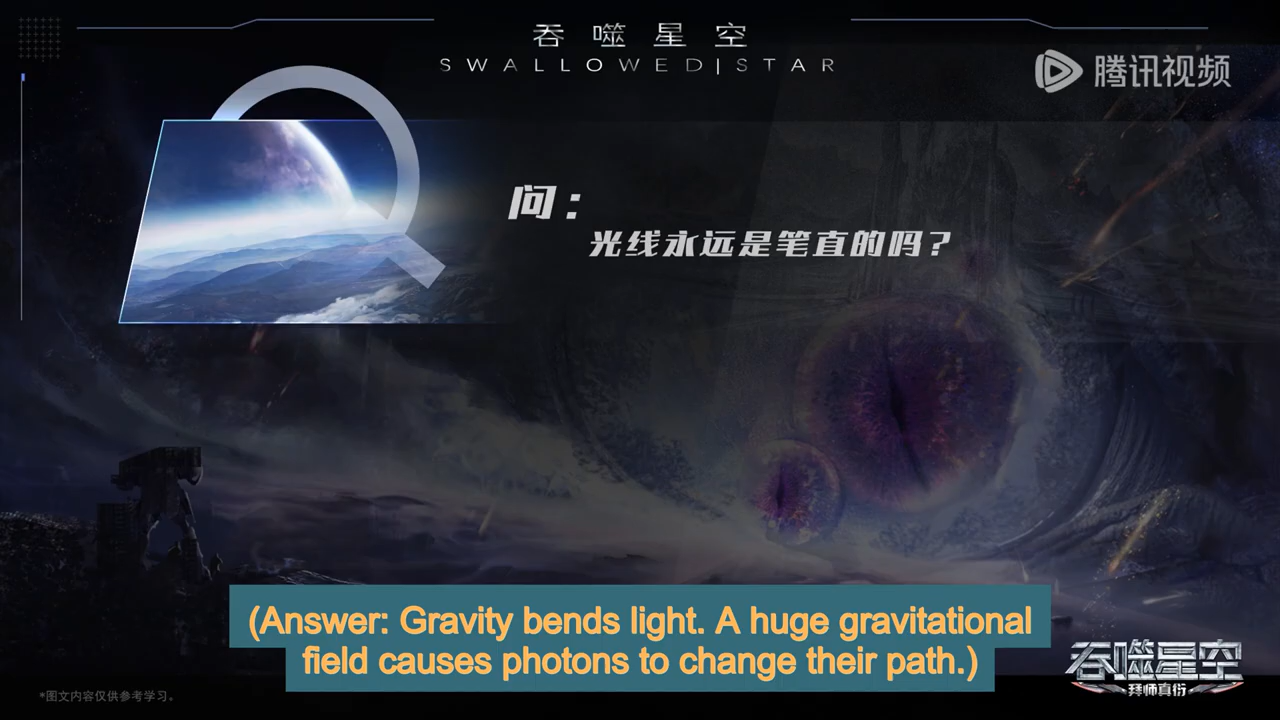 吞噬星空
SWALLOWED|STAR
腾讯视频
问：
光线永远是笔直的吗？
(Answer: Gravity bends light. A huge gravitational
field causes photons to change their path.)
吞噬星空
拜师真衍
*图文内容仅供参考学习。